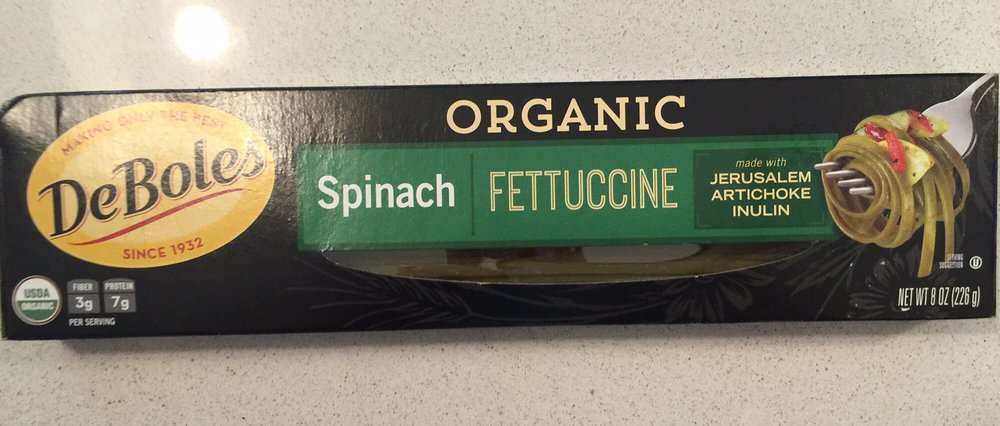 MAKING ONLY THE BEST
DeBoles
SINCE 1932
USDA
ORGANIC
FIBER
3g
PROTEIN
7g
PER SERVING
ORGANIC
Spinach
FETTUCCINE
made with
JERUSALEM
ARTICHOKE
INULIN
SERVING
SUGGESTION
U
NET WT 8 OZ (226 g)